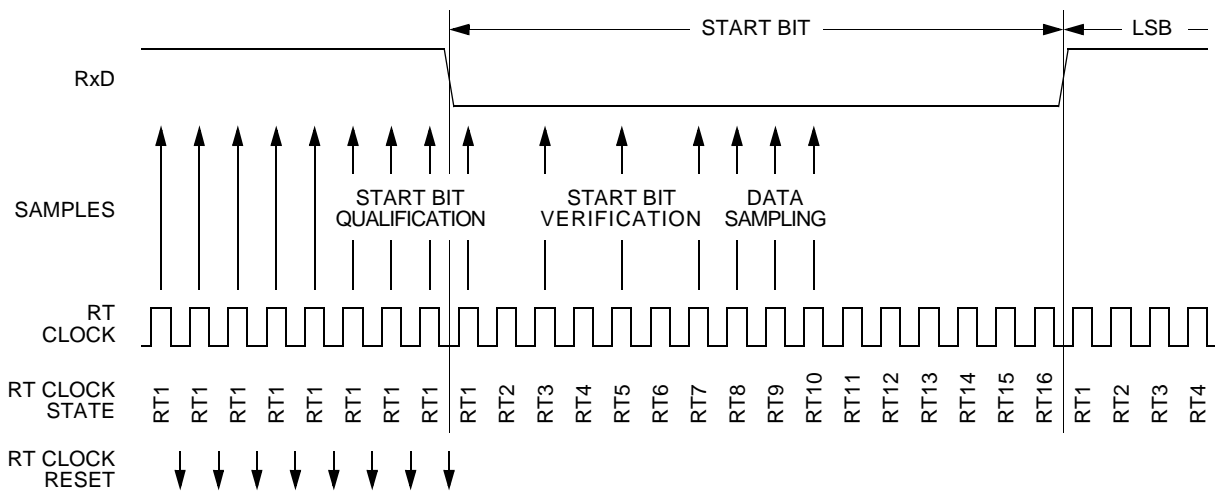 START BIT LSB
RxD
SAMPLES
START BIT QUALIFICATION
START BIT VERIFICATION
DATA SAMPLING
RT CLOCK
RT CLOCK STATE
RT1 RT1 RT1 RT1 RT1 RT1 RT1 RT1 RT1 RT2 RT3 RT4 RT5 RT6 RT7 RT8 RT9 RT10 RT11 RT12 RT13 RT14 RT15 RT16 RT1 RT2 RT3 RT4
RT CLOCK RESET